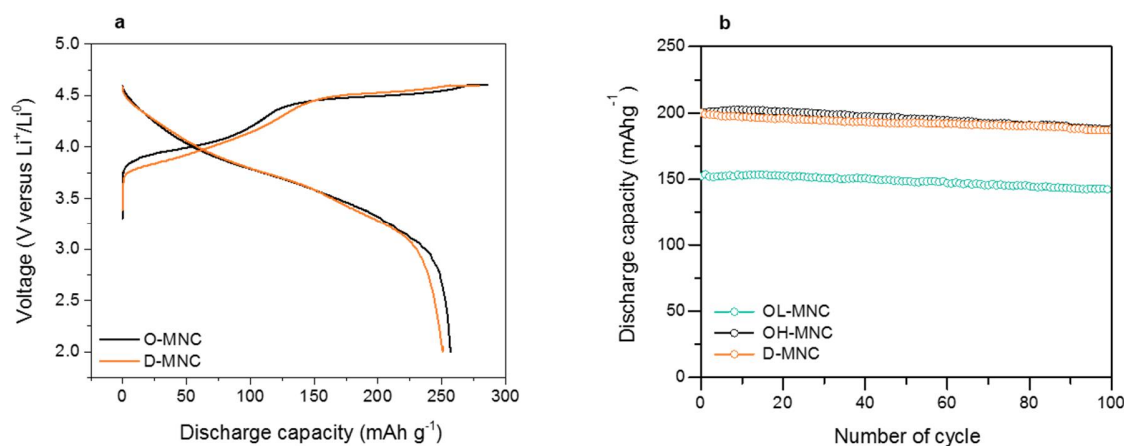 a
5.0
4.5
4.0
3.5
3.0
2.5
2.0
Voltage (V versus Li⁺/Li⁰)
O-MNC
D-MNC
0 50 100 150 200 250 300
Discharge capacity (mAh g⁻¹)
b
250
200
150
100
50
0
Discharge capacity (mAhg⁻¹)
OL-MNC
OH-MNC
D-MNC
0 20 40 60 80 100
Number of cycle